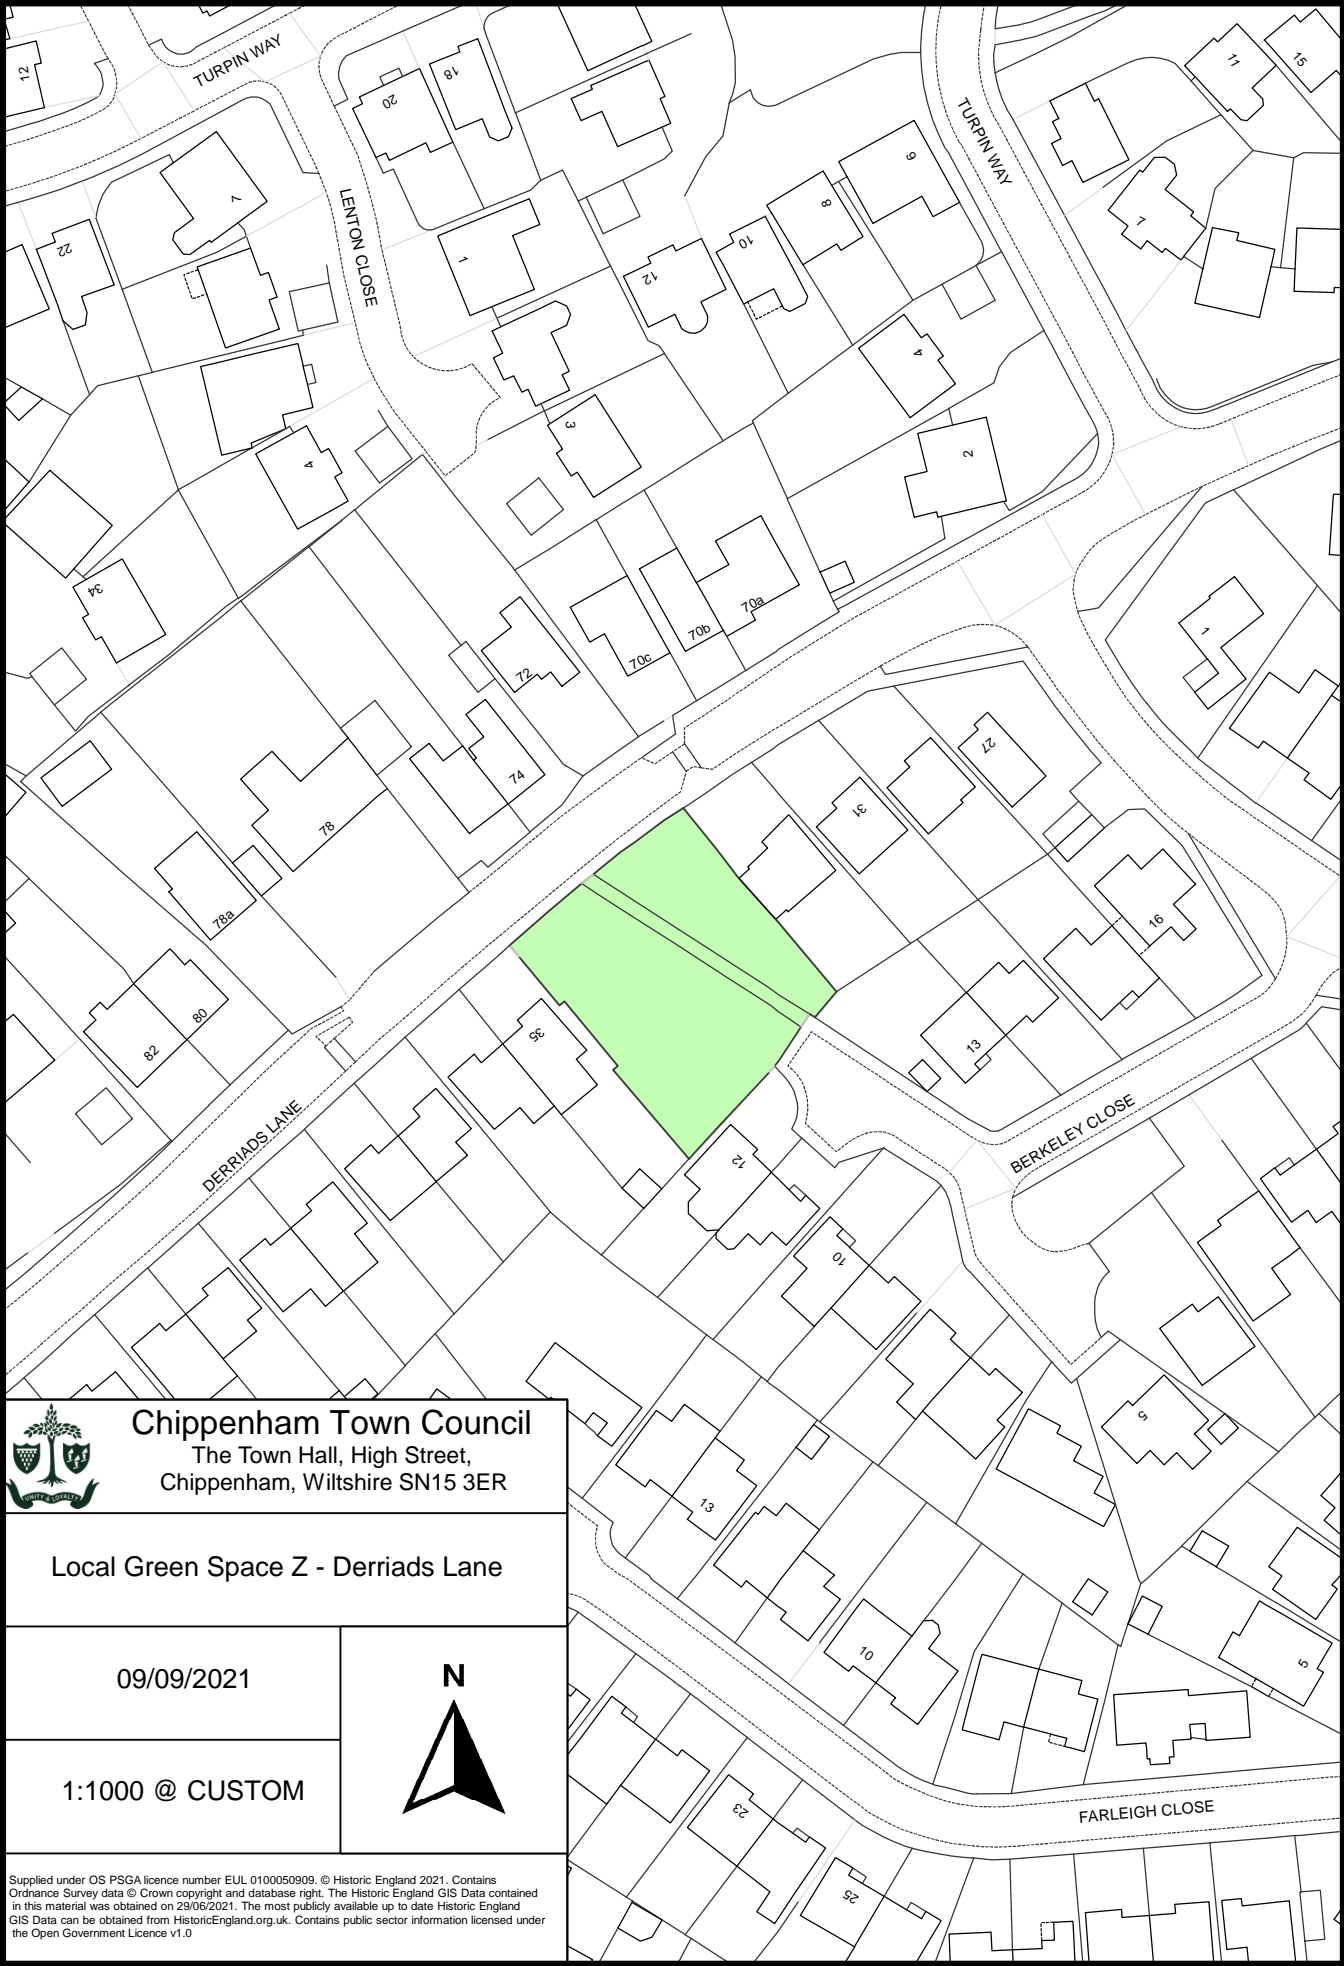 12
TURPIN WAY
20
18
11
15
TURPIN WAY
7
LENTON CLOSE
9
8
7
22
1
12
10
4
3
2
4
34
70a
70b
70c
72
1
74
27
78
31
78a
16
80
82
35
13
DERRIADS LANE
BERKELEY CLOSE
12
10
5
13
10
5
23
25
FARLEIGH CLOSE
UNITY & LOYALTY
Chippenham Town Council
The Town Hall, High Street,
Chippenham, Wiltshire SN15 3ER
Local Green Space Z - Derriads Lane
09/09/2021
N
1:1000 @ CUSTOM
Supplied under OS PSGA licence number EUL 0100050909. © Historic England 2021. Contains
Ordnance Survey data © Crown copyright and database right. The Historic England GIS Data contained
in this material was obtained on 29/06/2021. The most publicly available up to date Historic England
GIS Data can be obtained from HistoricEngland.org.uk. Contains public sector information licensed under
the Open Government Licence v1.0